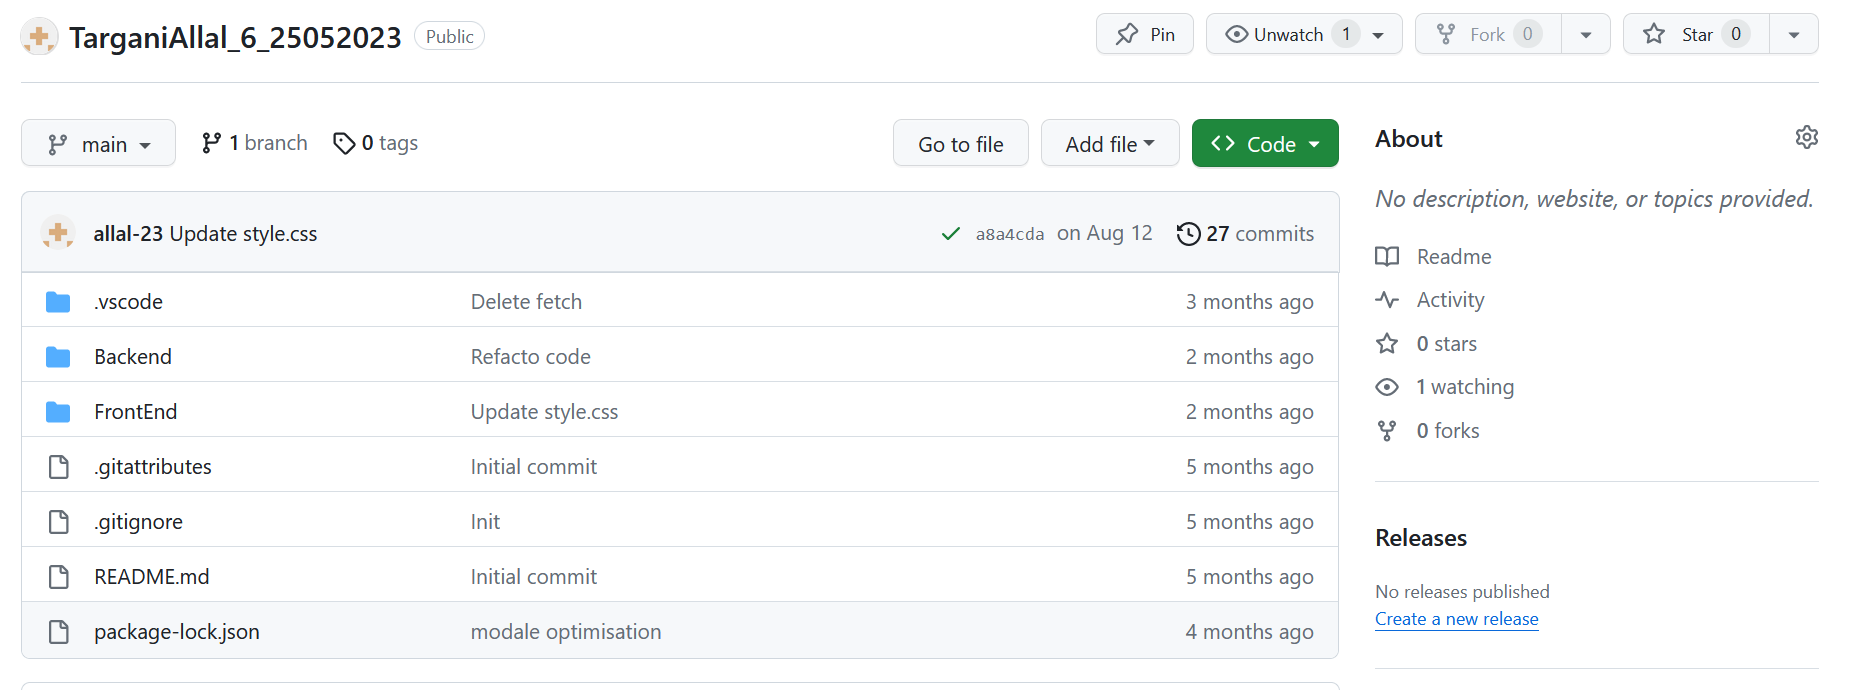 TarganiAllal_6_25052023 Public Pin Unwatch 1 Fork 0 Star 0
main 1 branch 0 tags Go to file Add file Code
allal-23 Update style.css a8a4cda on Aug 12 27 commits
.vscode Delete fetch 3 months ago
Backend Refacto code 2 months ago
FrontEnd Update style.css 2 months ago
.gitattributes Initial commit 5 months ago
.gitignore Init 5 months ago
README.md Initial commit 5 months ago
package-lock.json modale optimisation 4 months ago
About
No description, website, or topics provided.
Readme
Activity
0 stars
1 watching
0 forks
Releases
No releases published
Create a new release